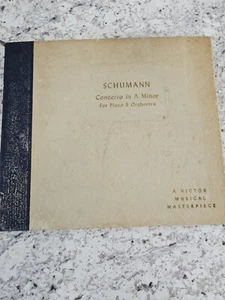 SCHUMANN
Concerto in A Minor
For Piano & Orchestra
A VICTOR
MUSICAL
MASTERPIECE